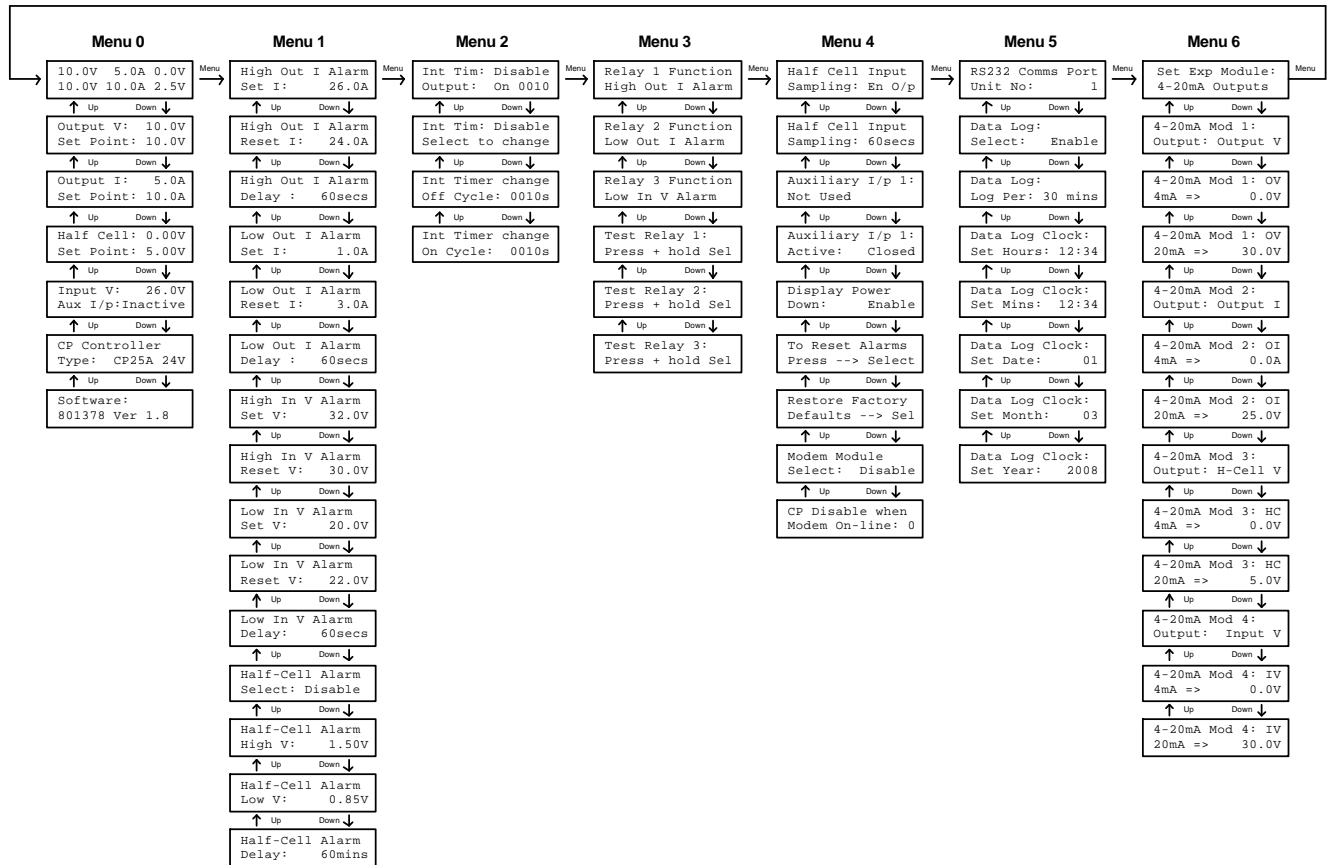 Menu 0
10.0V 5.0A 0.0V
10.0V 10.0A 2.5V
Up Down
Output V: 10.0V
Set Point: 10.0V
Up Down
Output I: 5.0A
Set Point: 10.0A
Up Down
Half Cell: 0.00V
Set Point: 5.00V
Up Down
Input V: 26.0V
Aux I/p:Inactive
Up Down
CP Controller
Type: CP25A 24V
Up Down
Software:
801378 Ver 1.8
Menu
Menu 1
High Out I Alarm
Set I: 26.0A
Up Down
High Out I Alarm
Reset I: 24.0A
Up Down
High Out I Alarm
Delay : 60secs
Up Down
Low Out I Alarm
Set I: 1.0A
Up Down
Low Out I Alarm
Reset I: 3.0A
Up Down
Low Out I Alarm
Delay : 60secs
Up Down
High In V Alarm
Set V: 32.0V
Up Down
High In V Alarm
Reset V: 30.0V
Up Down
Low In V Alarm
Set V: 20.0V
Up Down
Low In V Alarm
Reset V: 22.0V
Up Down
Low In V Alarm
Delay: 60secs
Up Down
Half-Cell Alarm
Select: Disable
Up Down
Half-Cell Alarm
High V: 1.50V
Up Down
Half-Cell Alarm
Low V: 0.85V
Up Down
Half-Cell Alarm
Delay: 60mins
Menu
Menu 2
Int Tim: Disable
Output: On 0010
Up Down
Int Tim: Disable
Select to change
Up Down
Int Timer change
Off Cycle: 0010s
Up Down
Int Timer change
On Cycle: 0010s
Menu
Menu 3
Relay 1 Function
High Out I Alarm
Up Down
Relay 2 Function
Low Out I Alarm
Up Down
Relay 3 Function
Low In V Alarm
Up Down
Test Relay 1:
Press + hold Sel
Up Down
Test Relay 2:
Press + hold Sel
Up Down
Test Relay 3:
Press + hold Sel
Menu
Menu 4
Half Cell Input
Sampling: En O/p
Up Down
Half Cell Input
Sampling: 60secs
Up Down
Auxiliary I/p 1:
Not Used
Up Down
Auxiliary I/p 1:
Active: Closed
Up Down
Display Power
Down: Enable
Up Down
To Reset Alarms
Press --> Select
Up Down
Restore Factory
Defaults --> Sel
Up Down
Modem Module
Select: Disable
Up Down
CP Disable when
Modem On-line: 0
Menu
Menu 5
RS232 Comms Port
Unit No: 1
Up Down
Data Log:
Select: Enable
Up Down
Data Log:
Log Per: 30 mins
Up Down
Data Log Clock:
Set Hours: 12:34
Up Down
Data Log Clock:
Set Mins: 12:34
Up Down
Data Log Clock:
Set Date: 01
Up Down
Data Log Clock:
Set Month: 03
Up Down
Data Log Clock:
Set Year: 2008
Menu
Menu 6
Set Exp Module:
4-20mA Outputs
Up Down
4-20mA Mod 1:
Output: Output V
Up Down
4-20mA Mod 1: OV
4mA => 0.0V
Up Down
4-20mA Mod 1: OV
20mA => 30.0V
Up Down
4-20mA Mod 2:
Output: Output I
Up Down
4-20mA Mod 2: OI
4mA => 0.0A
Up Down
4-20mA Mod 2: OI
20mA => 25.0V
Up Down
4-20mA Mod 3:
Output: H-Cell V
Up Down
4-20mA Mod 3: HC
4mA => 0.0V
Up Down
4-20mA Mod 3: HC
20mA => 5.0V
Up Down
4-20mA Mod 4:
Output: Input V
Up Down
4-20mA Mod 4: IV
4mA => 0.0V
Up Down
4-20mA Mod 4: IV
20mA => 30.0V
Menu